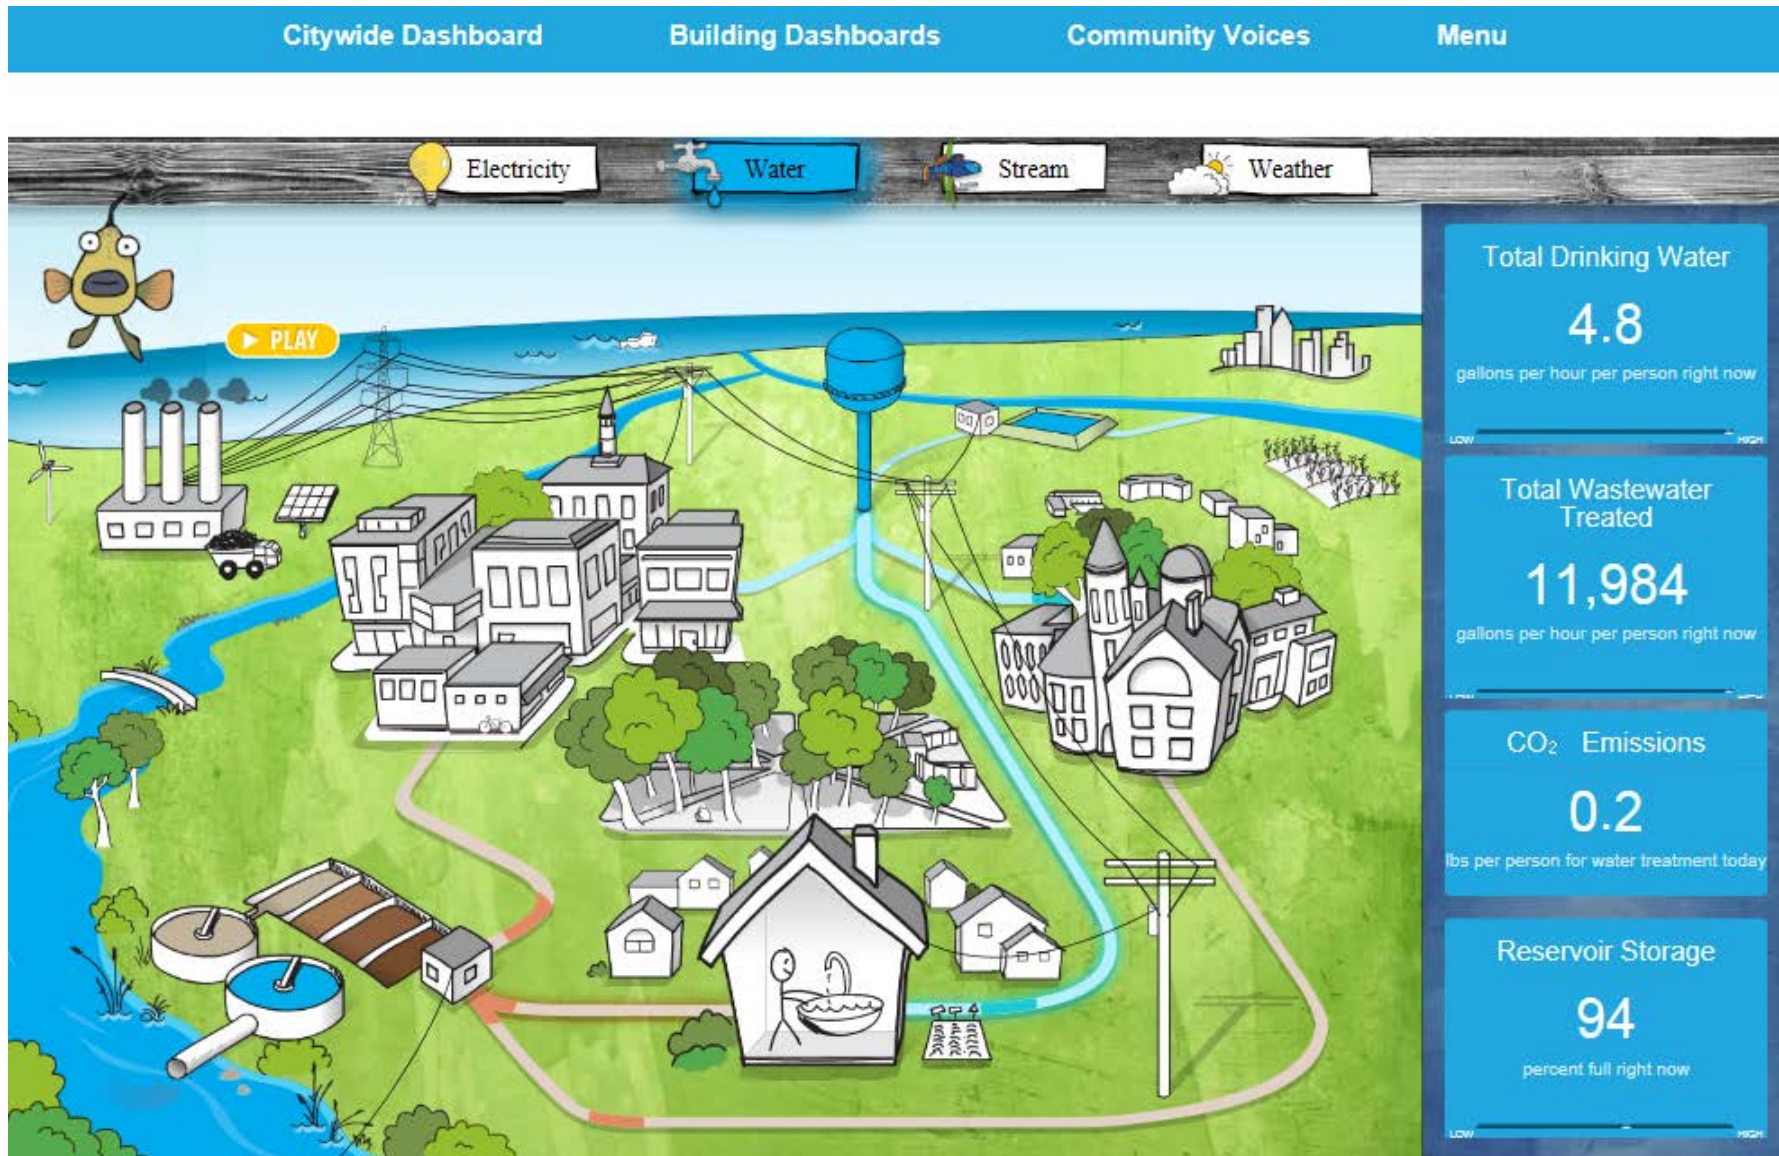 Citywide Dashboard Building Dashboards Community Voices Menu
Electricity Water Stream Weather
PLAY
Total Drinking Water
4.8
gallons per hour per person right now
LOW HIGH
Total Wastewater
Treated
11,984
gallons per hour per person right now
LOW HIGH
CO₂ Emissions
0.2
lbs per person for water treatment today
Reservoir Storage
94
percent full right now
LOW HIGH